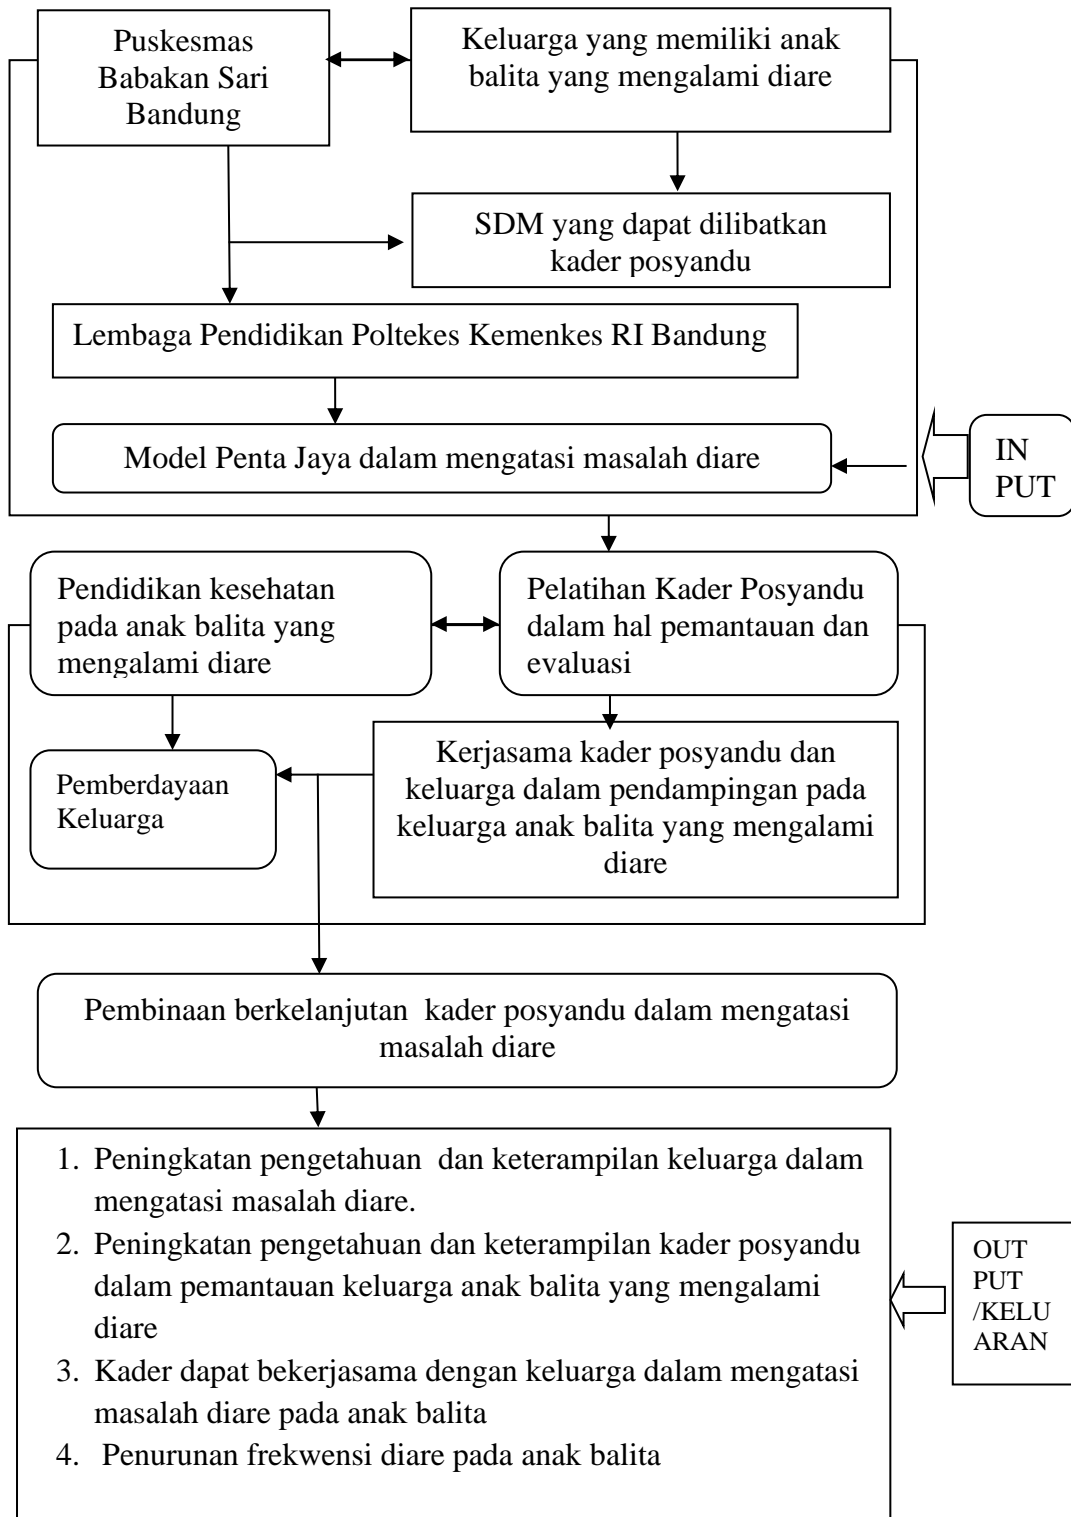 Puskesmas
Babakan Sari
Bandung
Keluarga yang memiliki anak
balita yang mengalami diare
SDM yang dapat dilibatkan
kader posyandu
Lembaga Pendidikan Poltekes Kemenkes RI Bandung
Model Penta Jaya dalam mengatasi masalah diare
IN
PUT
Pendidikan kesehatan
pada anak balita yang
mengalami diare
Pelatihan Kader Posyandu
dalam hal pemantauan dan
evaluasi
Pemberdayaan
Keluarga
Kerjasama kader posyandu dan
keluarga dalam pendampingan pada
keluarga anak balita yang mengalami
diare
Pembinaan berkelanjutan kader posyandu dalam mengatasi
masalah diare
1. Peningkatan pengetahuan dan keterampilan keluarga dalam
mengatasi masalah diare.
2. Peningkatan pengetahuan dan keterampilan kader posyandu
dalam pemantauan keluarga anak balita yang mengalami
diare
3. Kader dapat bekerjasama dengan keluarga dalam mengatasi
masalah diare pada anak balita
4. Penurunan frekwensi diare pada anak balita
OUT
PUT
/KELU
ARAN